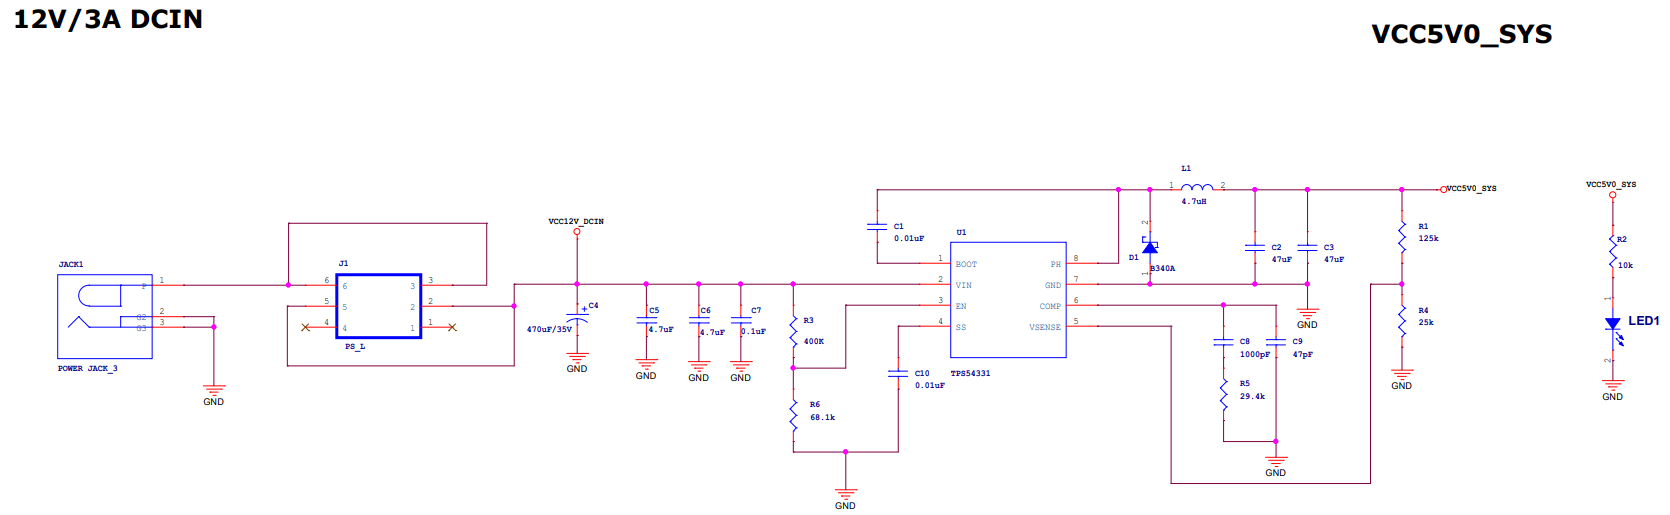 12V/3A DCIN
VCC5V0_SYS
JACK1
P
1
G2
2
G3
3
POWER JACK_3
GND
J1
6
6
3
3
5
5
2
2
4
4
1
1
PS_L
VCC12V_DCIN
+
C4
470uF/35V
GND
C5
4.7uF
GND
C6
4.7uF
GND
C7
0.1uF
GND
R3
400K
R6
68.1k
GND
C1
0.01uF
C10
0.01uF
U1
1
BOOT
2
VIN
3
EN
4
SS
PH
8
GND
7
COMP
6
VSENSE
5
TPS54331
D1
2
1
B340A
L1
1
2
4.7uH
C2
47uF
C3
47uF
GND
C8
1000pF
C9
47pF
R5
29.4k
GND
VCC5V0_SYS
R1
125k
R4
25k
GND
VCC5V0_SYS
R2
10k
1
LED1
2
GND